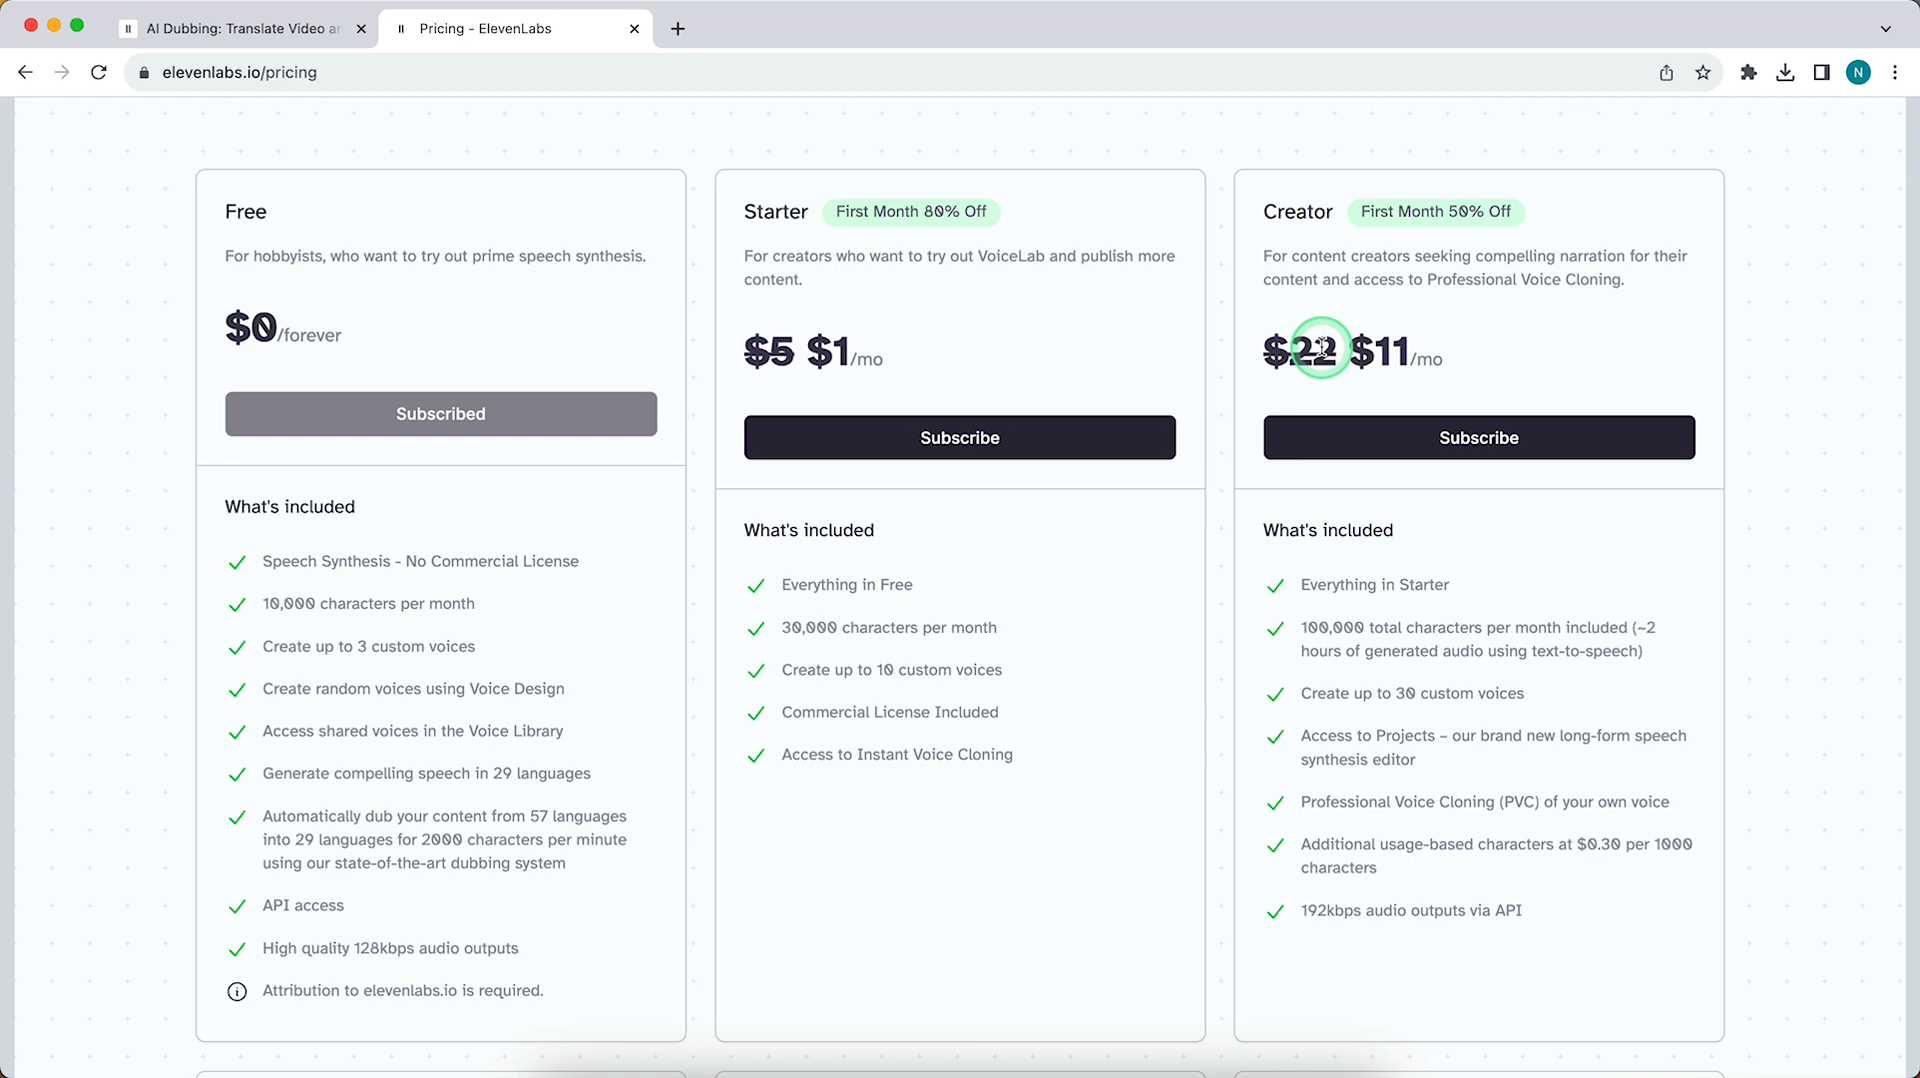 AI Dubbing: Translate Video ar
Pricing - ElevenLabs
elevenlabs.io/pricing
N
Free
For hobbyists, who want to try out prime speech synthesis.
$0/forever
Subscribed
What's included
Speech Synthesis - No Commercial License
10,000 characters per month
Create up to 3 custom voices
Create random voices using Voice Design
Access shared voices in the Voice Library
Generate compelling speech in 29 languages
Automatically dub your content from 57 languages
into 29 languages for 2000 characters per minute
using our state-of-the-art dubbing system
API access
High quality 128kbps audio outputs
Attribution to elevenlabs.io is required.
Starter First Month 80% Off
For creators who want to try out VoiceLab and publish more
content.
$5 $1/mo
Subscribe
What's included
Everything in Free
30,000 characters per month
Create up to 10 custom voices
Commercial License Included
Access to Instant Voice Cloning
Creator First Month 50% Off
For content creators seeking compelling narration for their
content and access to Professional Voice Cloning.
$22 $11/mo
Subscribe
What's included
Everything in Starter
100,000 total characters per month included (~2
hours of generated audio using text-to-speech)
Create up to 30 custom voices
Access to Projects – our brand new long-form speech
synthesis editor
Professional Voice Cloning (PVC) of your own voice
Additional usage-based characters at $0.30 per 1000
characters
192kbps audio outputs via API